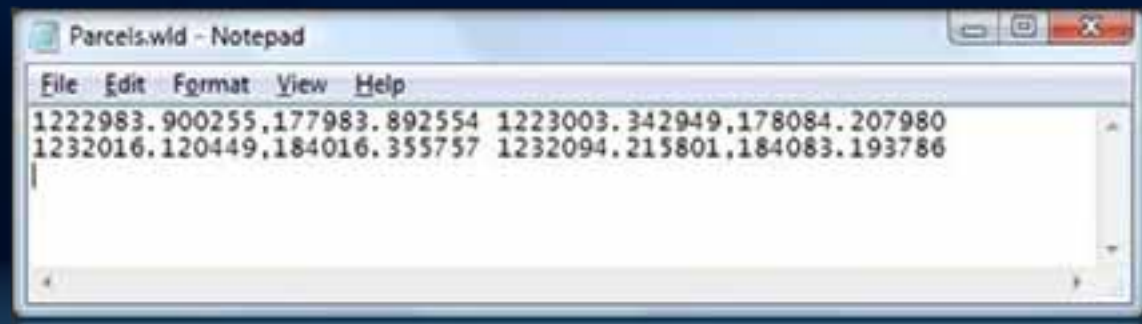 Parcels.wld - Notepad
File Edit Format View Help
1222983.900255,177983.892554 1223003.342949,178084.207980
1232016.120449,184016.355757 1232094.215801,184083.193786